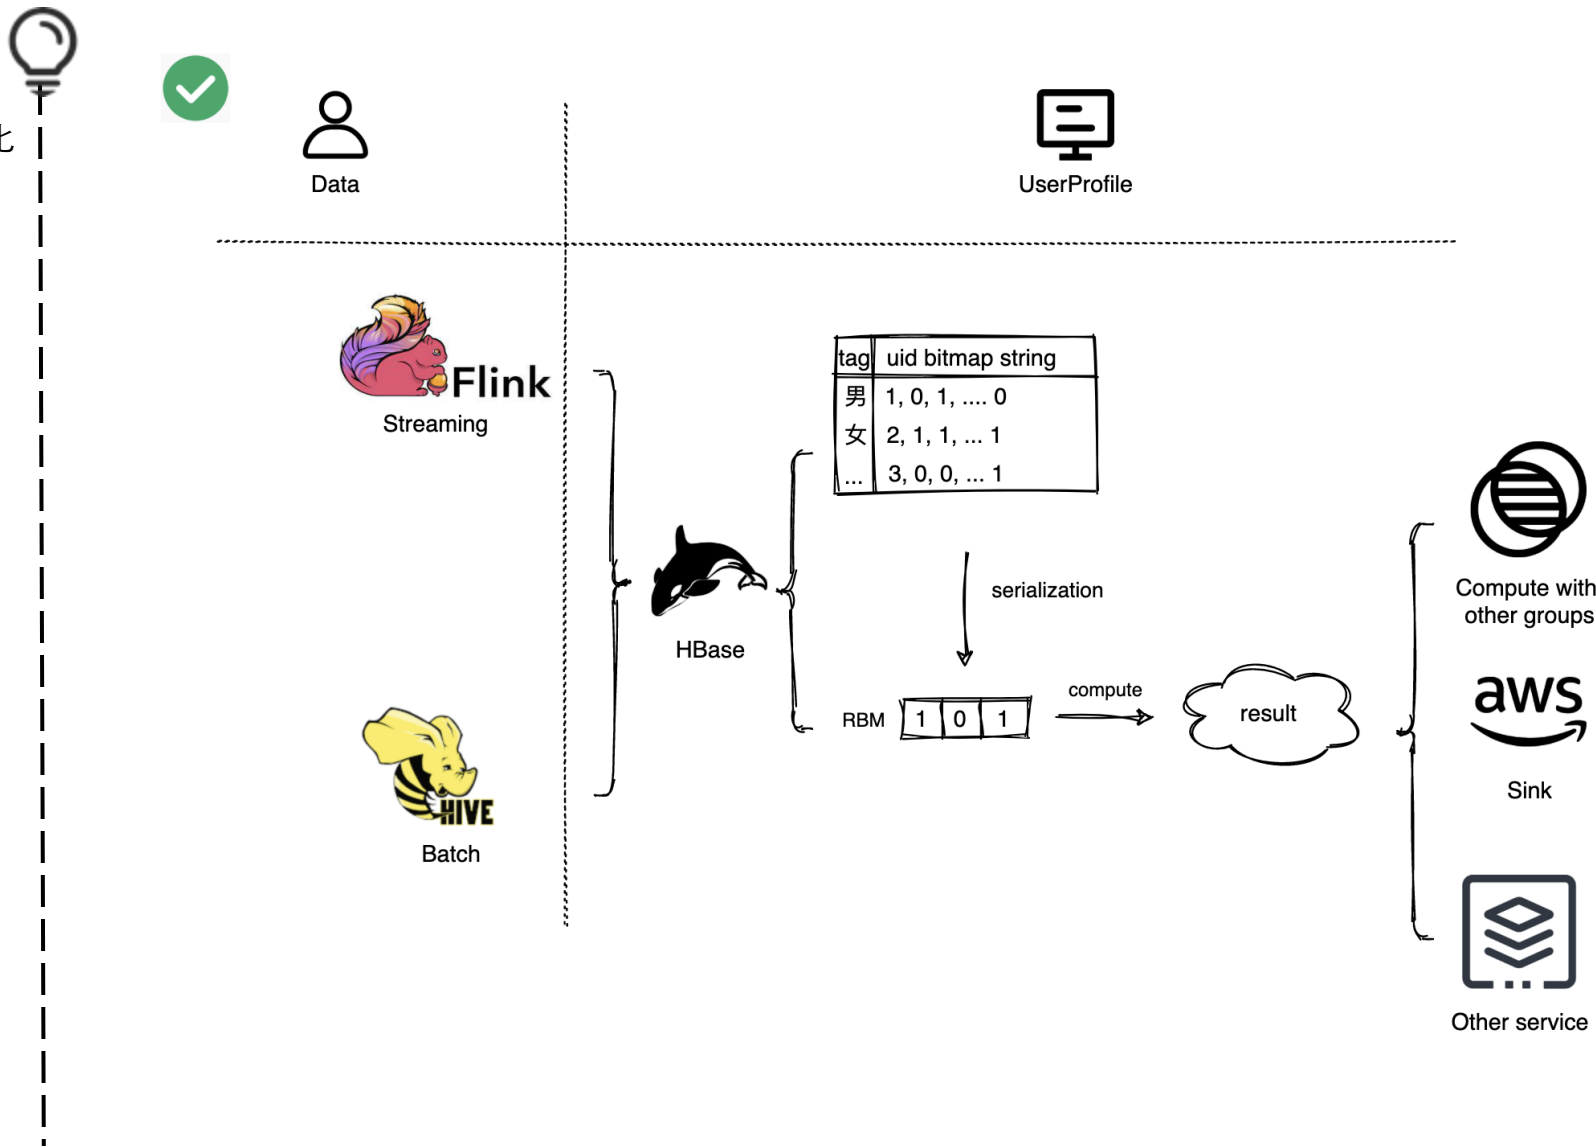 Data
UserProfile
Flink
Streaming
tag uid bitmap string
男 1, 0, 1, .... 0
女 2, 1, 1, ... 1
... 3, 0, 0, ... 1
HBase
serialization
RBM 1 0 1
compute
result
HIVE
Batch
Compute with
other groups
aws
Sink
Other service